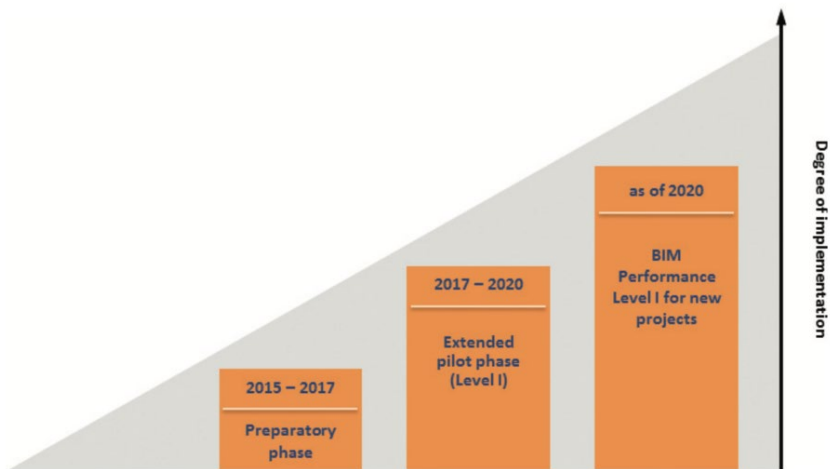 2015 – 2017
Preparatory
phase
2017 – 2020
Extended
pilot phase
(Level I)
as of 2020
BIM
Performance
Level I for new
projects
Degree of implementation